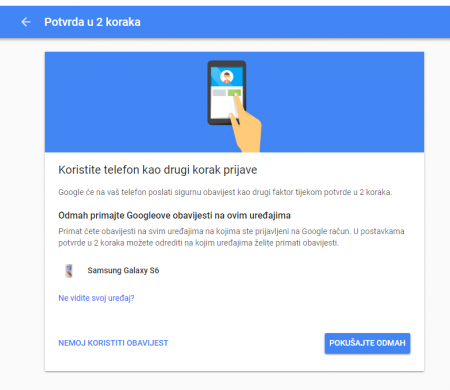 Potvrda u 2 koraka
Koristite telefon kao drugi korak prijave
Google će na vaš telefon poslati sigurnu obavijest kao drugi faktor tijekom potvrde u 2 koraka.
Odmah primajte Googleove obavijesti na ovim uređajima
Primat ćete obavijesti na svim uređajima na kojima ste prijavljeni na Google račun. U postavkama
potvrde u 2 koraka možete odrediti na kojim uređajima želite primati obavijesti.
Samsung Galaxy S6
Ne vidite svoj uređaj?
NEMOJ KORISTITI OBAVIJEST
POKUŠAJTE ODMAH